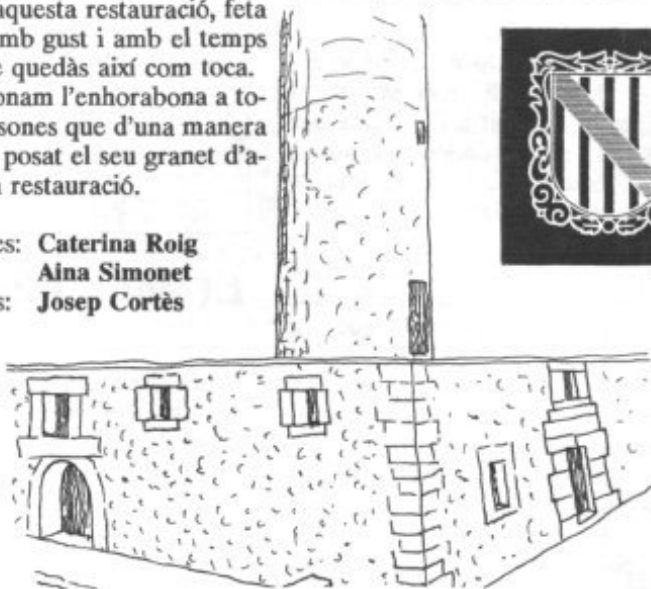 aquesta restauració, feta
mb gust i amb el temps
e quedàs així com toca.
onam l'enhorabona a to-
sones que d'una manera
posat el seu granet d'a-
restauració.
es: Caterina Roig
Aina Simonet
s: Josep Cortès